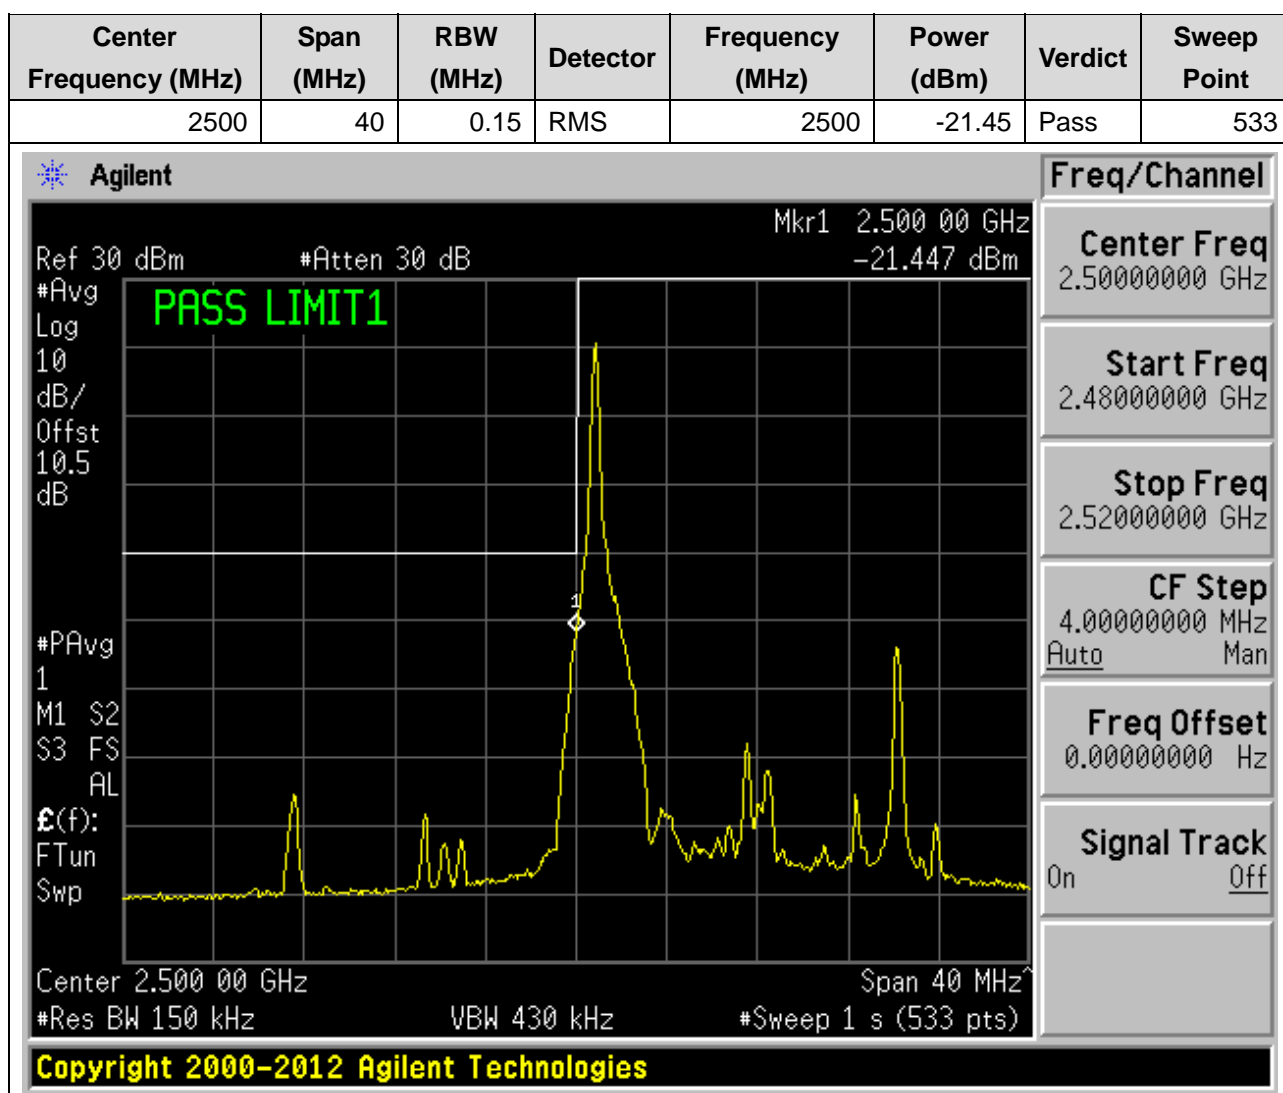 Center Frequency (MHz) Span (MHz) RBW (MHz) Detector Frequency (MHz) Power (dBm) Verdict Sweep Point
2500 40 0.15 RMS 2500 -21.45 Pass 533
Agilent
Freq/Channel
Mkr1 2.500 00 GHz
Ref 30 dBm #Atten 30 dB -21.447 dBm
#Avg
Log
10
dB/
Offst
10.5
dB
PASS LIMIT1
1
#PAvg
1
M1 S2
S3 FS
AL
£(f):
FTun
Swp
Center 2.500 00 GHz Span 40 MHz^
#Res BW 150 kHz VBW 430 kHz #Sweep 1 s (533 pts)
Center Freq
2.50000000 GHz
Start Freq
2.48000000 GHz
Stop Freq
2.52000000 GHz
CF Step
4.00000000 MHz
Auto Man
Freq Offset
0.00000000 Hz
Signal Track
On Off
Copyright 2000-2012 Agilent Technologies